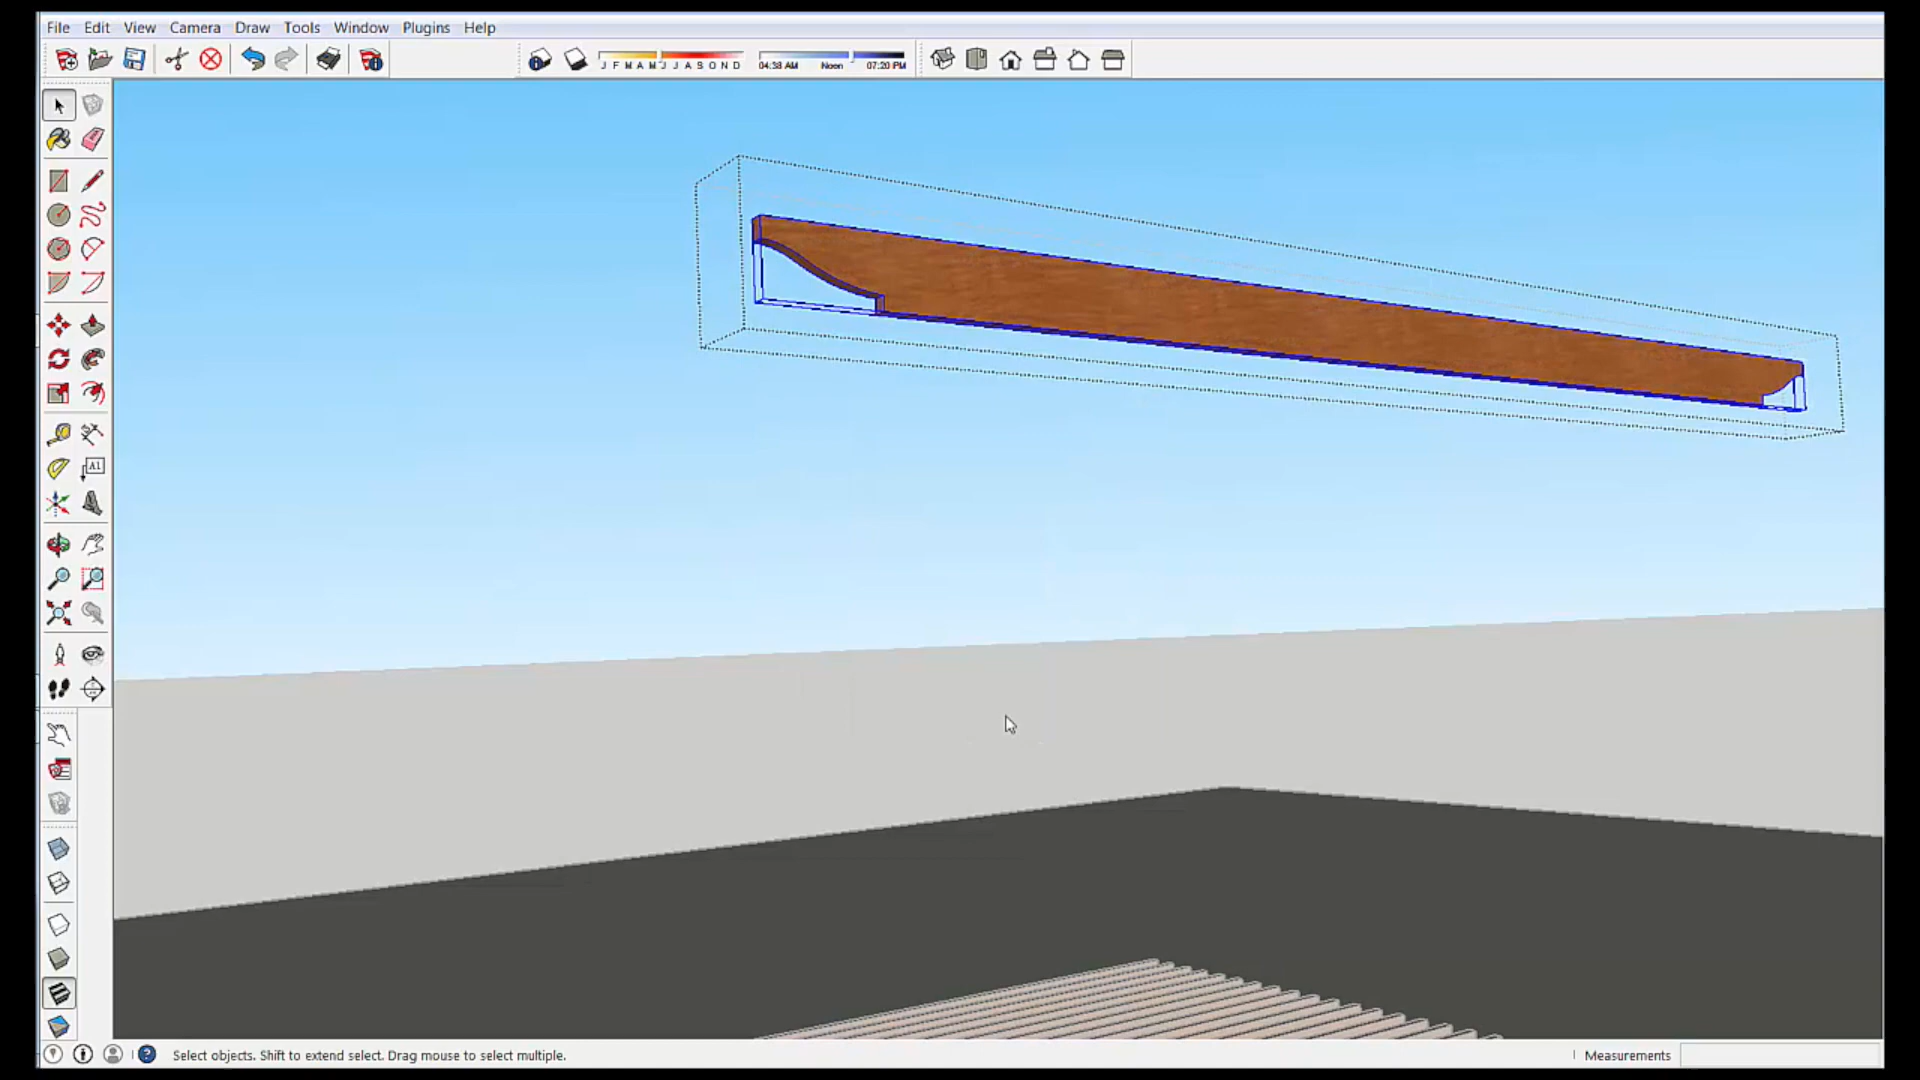 File Edit View Camera Draw Tools Window Plugins Help
J F M A M J J A S O N D 04:38 AM Noon 07:20 PM
A1
Select objects. Shift to extend select. Drag mouse to select multiple. Measurements